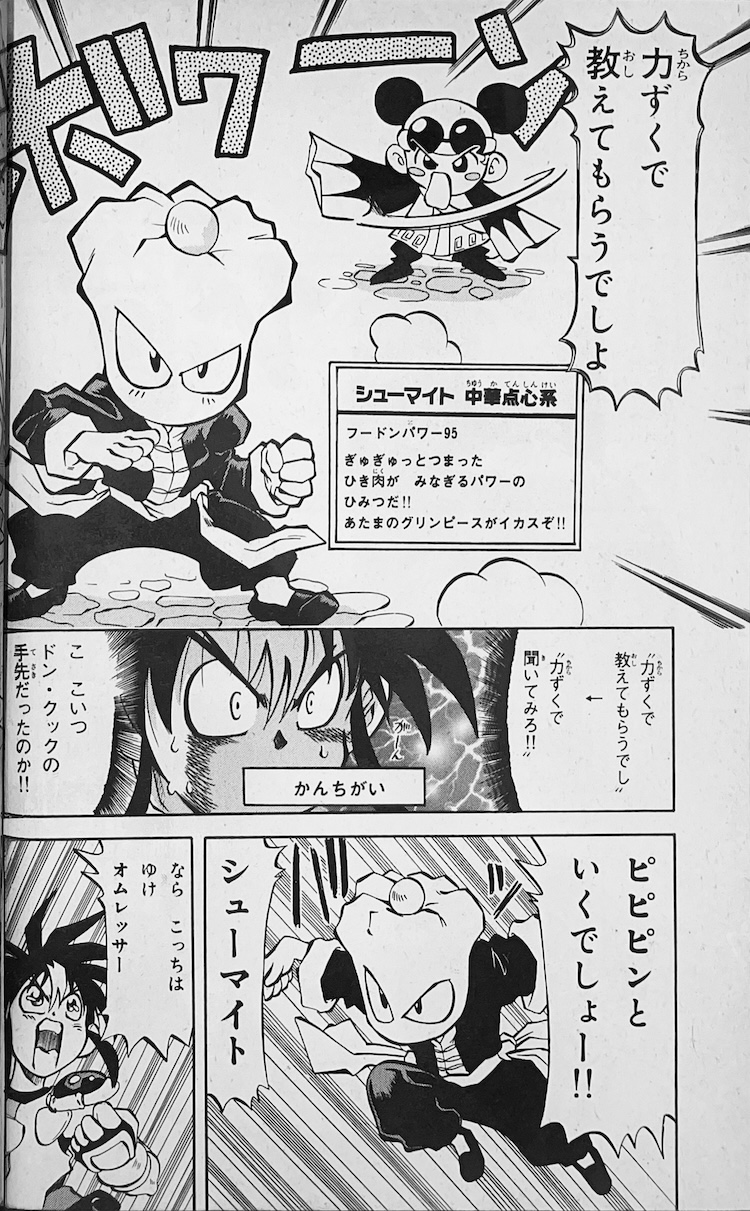 力ずくで
教えてもらうでしょ
ボワーン
シューマイト 中華点心系
フードンパワー95
ぎゅぎゅっとつまった
ひき肉が みなぎるパワーの
ひみつだ!!
あたまのグリンピースがイカスぞ!!
“力ずくで
教えてもらうでし”
↓
“力ずくで
聞いてみろ!!”
がーん
かんちがい
こ こいつ
ドン・クックの
手先だったのか!!
ピピピンと
いくでしょー!!
シューマイト
なら こっちは
ゆけ
オムレッサー